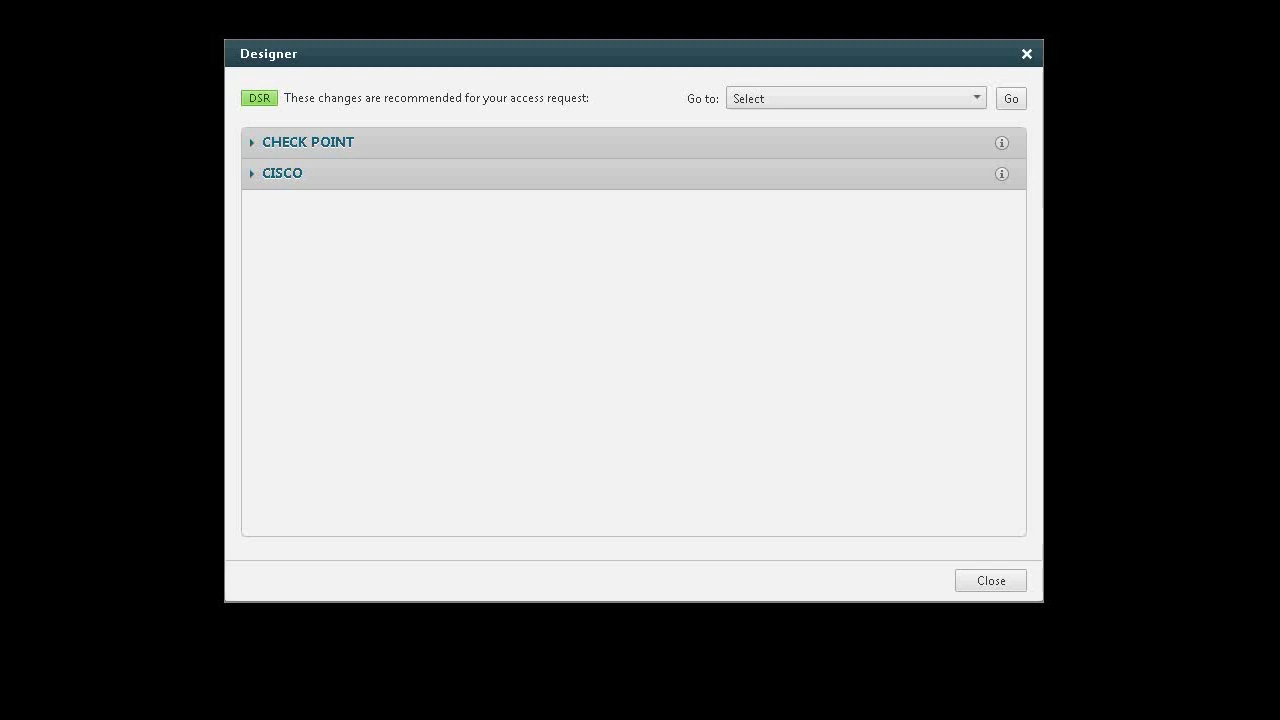 Designer
DSR These changes are recommended for your access request: Go to: Select Go
CHECK POINT
CISCO
Close